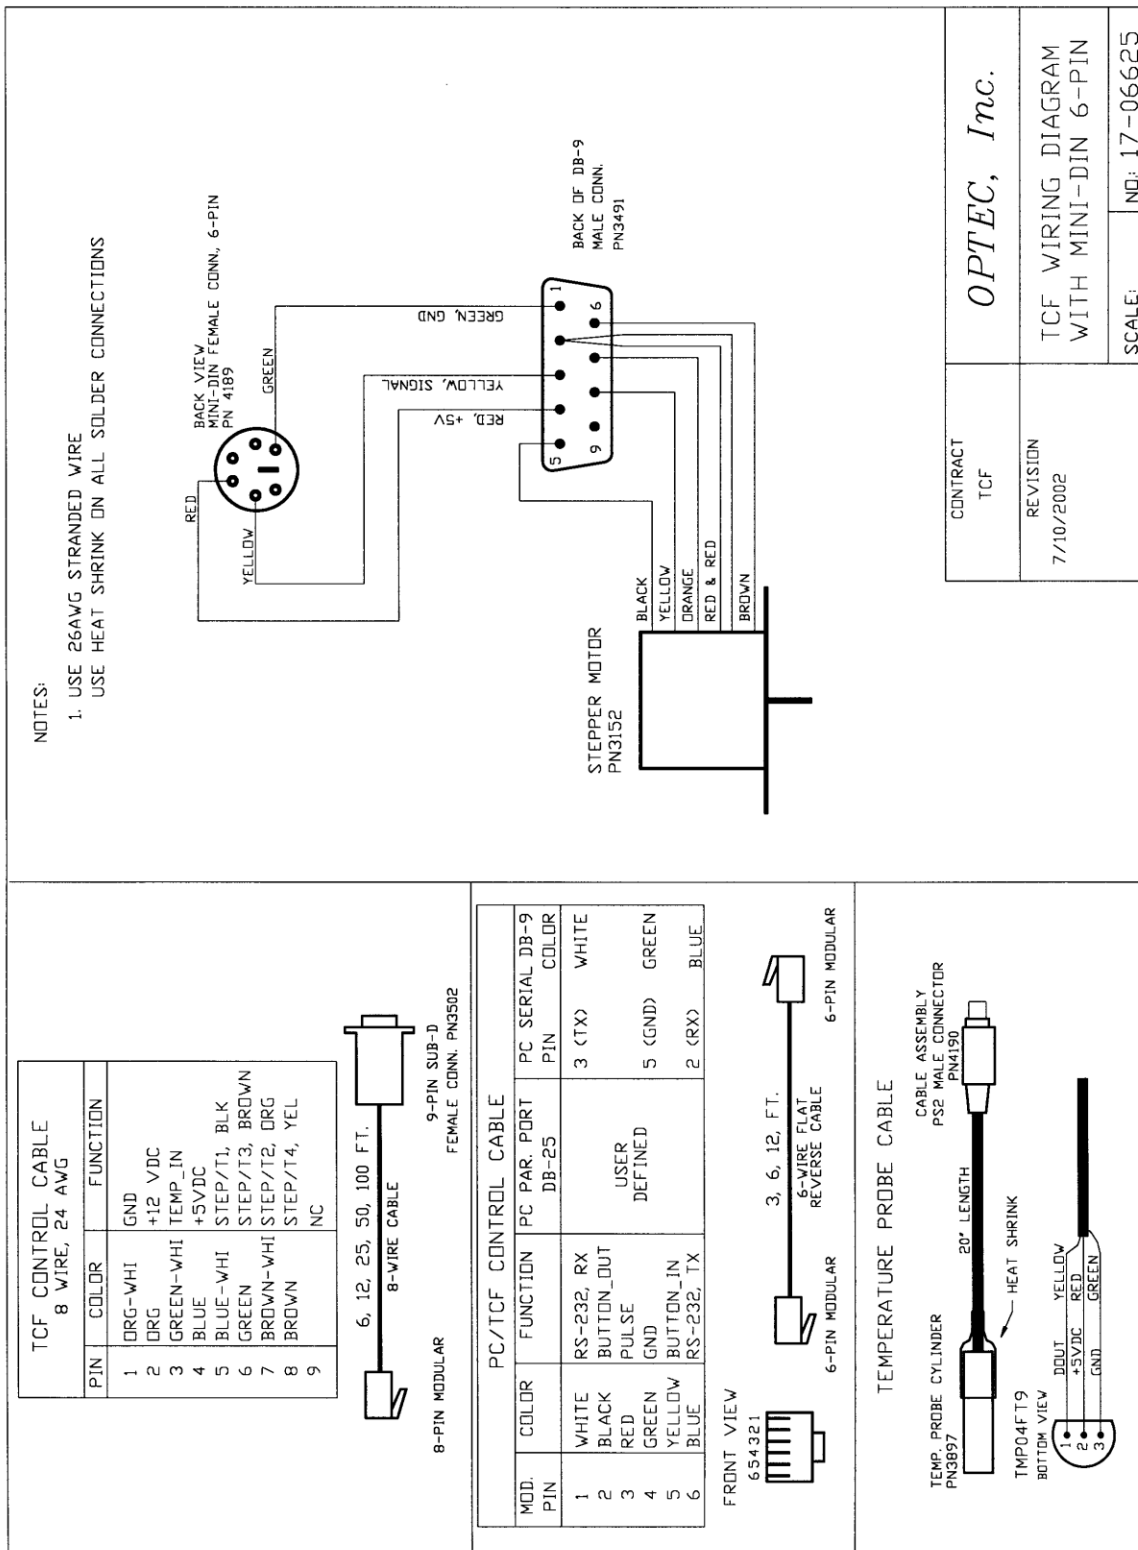 TCF CONTROL CABLE
8 WIRE, 24 AWG
PIN COLOR FUNCTION
1 ORG-WHI GND
2 ORG +12 VDC
3 GREEN-WHI TEMP_IN
4 BLUE +5VDC
5 BLUE-WHI STEP/T1, BLK
6 GREEN STEP/T3, BROWN
7 BROWN-WHI STEP/T2, ORG
8 BROWN STEP/T4, YEL
9 NC
6, 12, 25, 50, 100 FT.
8-WIRE CABLE
8-PIN MODULAR
9-PIN SUB-D
FEMALE CONN. PN3502
PC/TCF CONTROL CABLE
MOD. PIN COLOR FUNCTION PC PAR. PORT DB-25 PC SERIAL DB-9 PIN COLOR
1 WHITE RS-232, RX 3 (TX) WHITE
2 BLACK BUTTON_OUT
3 RED PULSE
4 GREEN GND 5 (GND) GREEN
5 YELLOW BUTTON_IN
6 BLUE RS-232, TX 2 (RX) BLUE
USER
DEFINED
FRONT VIEW
654321
3, 6, 12, FT.
6-WIRE FLAT
REVERSE CABLE
6-PIN MODULAR
6-PIN MODULAR
TEMPERATURE PROBE CABLE
TEMP. PROBE CYLINDER
PN3897
20" LENGTH
HEAT SHRINK
CABLE ASSEMBLY
PS2 MALE CONNECTOR
PN4190
TMP04FT9
BOTTOM VIEW
1 DOUT YELLOW
2 +5VDC RED
3 GND GREEN
NOTES:
1. USE 26AWG STRANDED WIRE
USE HEAT SHRINK ON ALL SOLDER CONNECTIONS
BACK VIEW
MINI-DIN FEMALE CONN., 6-PIN
PN 4189
RED
YELLOW
GREEN
RED, +5V
YELLOW, SIGNAL
GREEN, GND
BACK OF DB-9
MALE CONN.
PN3491
5
1
9
6
STEPPER MOTOR
PN3152
BLACK
YELLOW
ORANGE
RED & RED
BROWN
CONTRACT
TCF
REVISION
7/10/2002
OPTEC, Inc.
TCF WIRING DIAGRAM
WITH MINI-DIN 6-PIN
SCALE:
NO: 17-06625